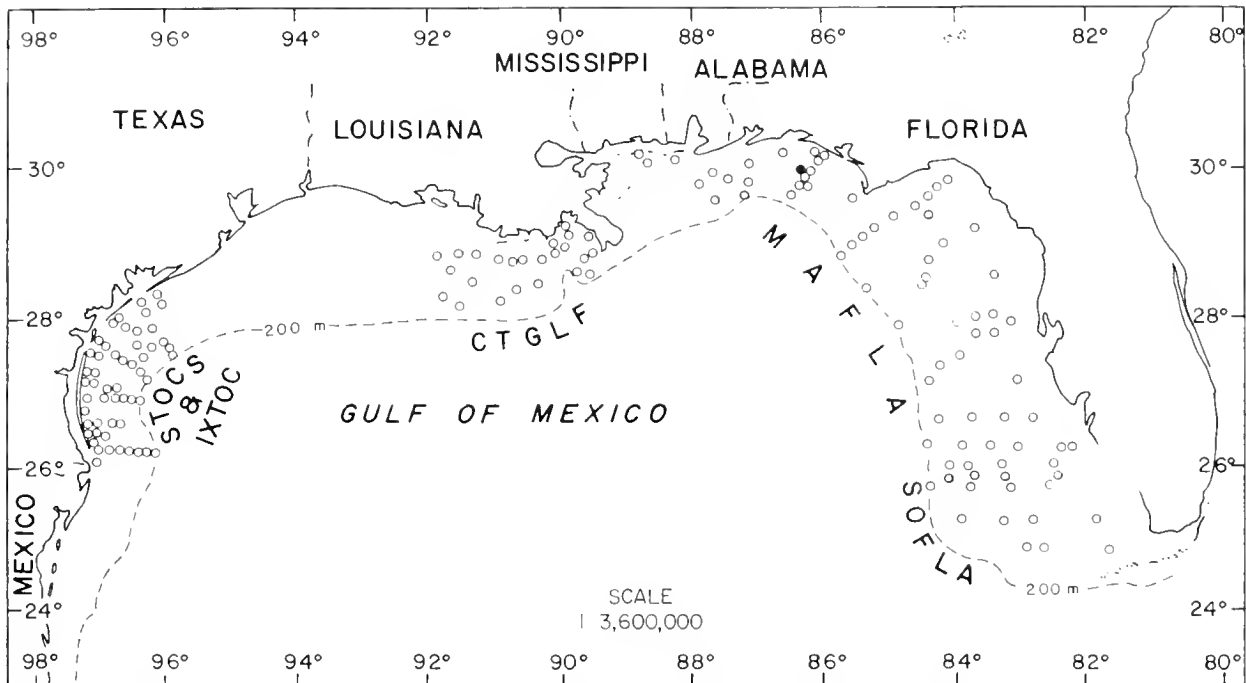 98° 96° 94° 92° 90° 88° 86° 82° 80°
MISSISSIPPI ALABAMA
TEXAS LOUISIANA FLORIDA
30° 30°
MAFLA
28° 200 m CTGLF 28°
STOCS
&
IXTOC
GULF OF MEXICO
26° 26°
MEXICO
SOFLA
200 m
24° SCALE 24°
1 3,600,000
98° 96° 94° 92° 90° 88° 86° 84° 82° 80°